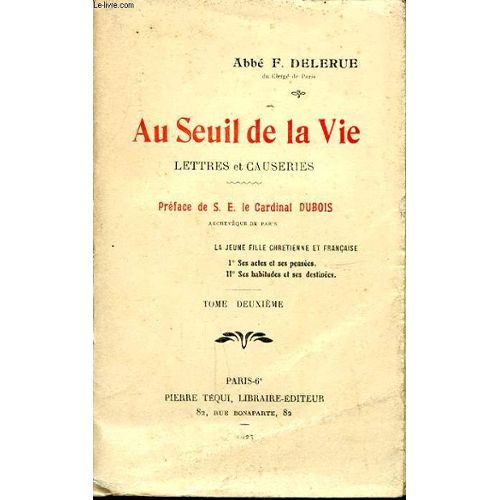 Le-livre.com
Abbé F. DELERUE
du Clergé de Paris
Au Seuil de la Vie
LETTRES et CAUSERIES
Préface de S. E. le Cardinal DUBOIS
ARCHEVÊQUE DE PARIS
LA JEUNE FILLE CHRÉTIENNE ET FRANÇAISE
I° Ses actes et ses pensées.
II° Ses habitudes et ses destinées.
TOME DEUXIÈME
PARIS-6e
PIERRE TÉQUI, LIBRAIRE-ÉDITEUR
82, RUE BONAPARTE, 82